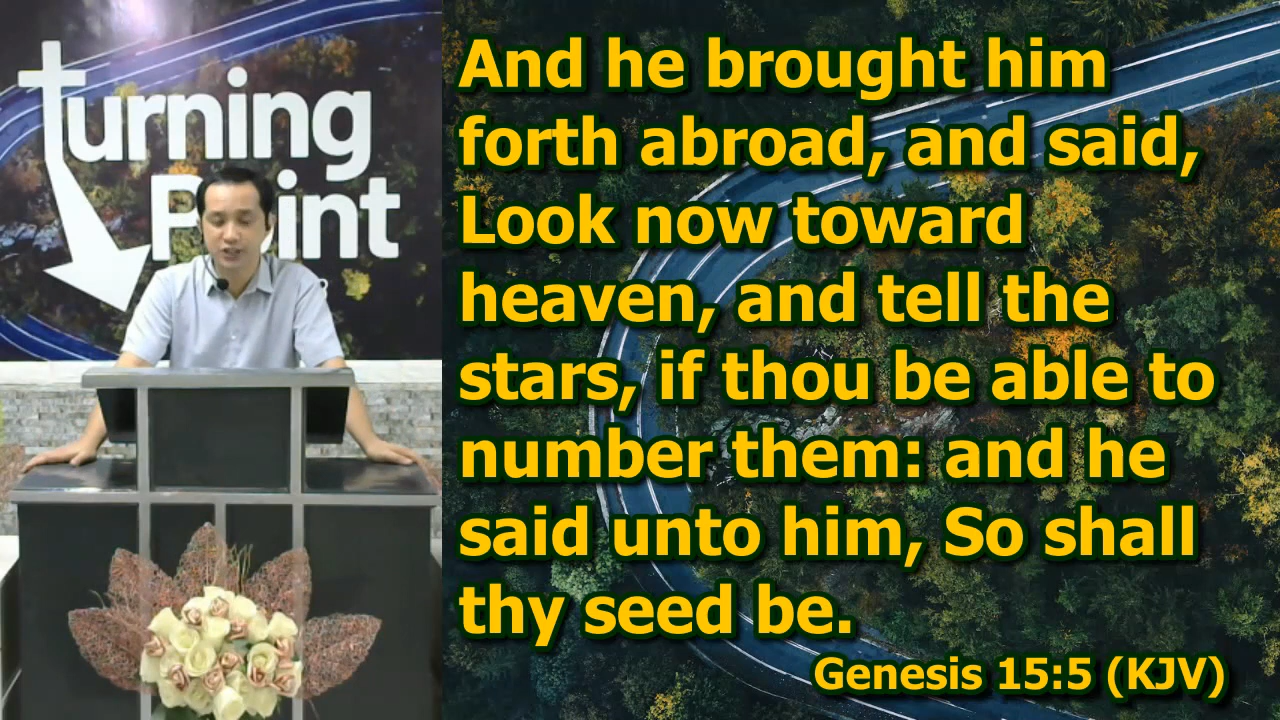 turning
Point
And he brought him
forth abroad, and said,
Look now toward
heaven, and tell the
stars, if thou be able to
number them: and he
said unto him, So shall
thy seed be.
Genesis 15:5 (KJV)